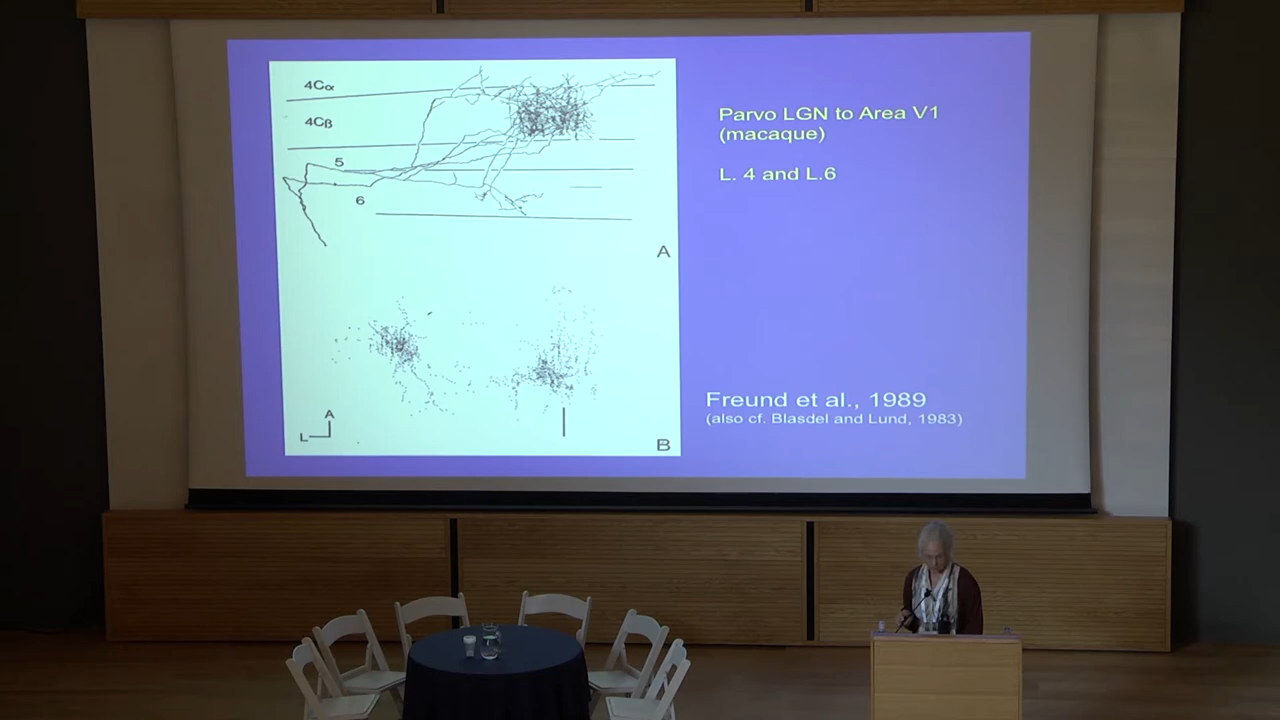 4Cα
4Cβ
5
6
A
A
L
B
Parvo LGN to Area V1
(macaque)
L. 4 and L.6
Freund et al., 1989
(also cf. Blasdel and Lund, 1983)